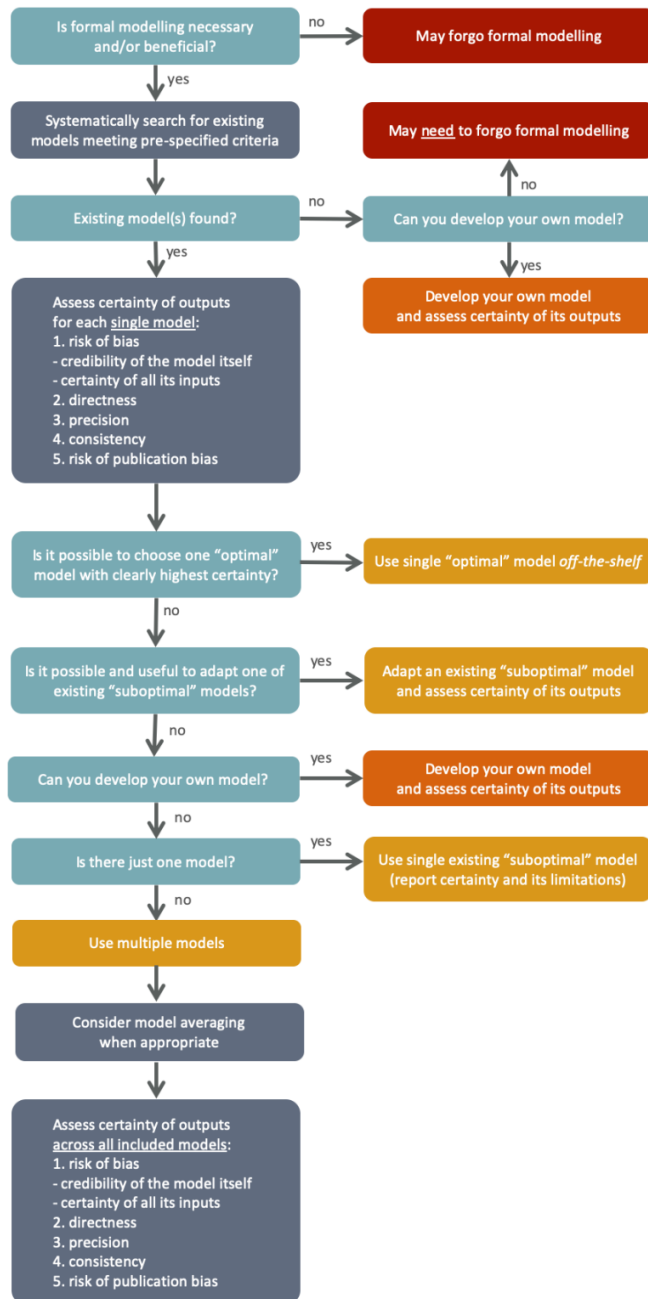 Is formal modelling necessary
and/or beneficial?
no
May forgo formal modelling
yes
Systematically search for existing
models meeting pre-specified criteria
May need to forgo formal modelling
no
Existing model(s) found?
no
Can you develop your own model?
yes
yes
Assess certainty of outputs
for each single model:
1. risk of bias
- credibility of the model itself
- certainty of all its inputs
2. directness
3. precision
4. consistency
5. risk of publication bias
Develop your own model
and assess certainty of its outputs
Is it possible to choose one “optimal”
model with clearly highest certainty?
yes
Use single “optimal” model off-the-shelf
no
Is it possible and useful to adapt one of
existing “suboptimal” models?
yes
Adapt an existing “suboptimal” model
and assess certainty of its outputs
no
Can you develop your own model?
yes
Develop your own model
and assess certainty of its outputs
no
Is there just one model?
yes
Use single existing “suboptimal” model
(report certainty and its limitations)
no
Use multiple models
Consider model averaging
when appropriate
Assess certainty of outputs
across all included models:
1. risk of bias
- credibility of the model itself
- certainty of all its inputs
2. directness
3. precision
4. consistency
5. risk of publication bias